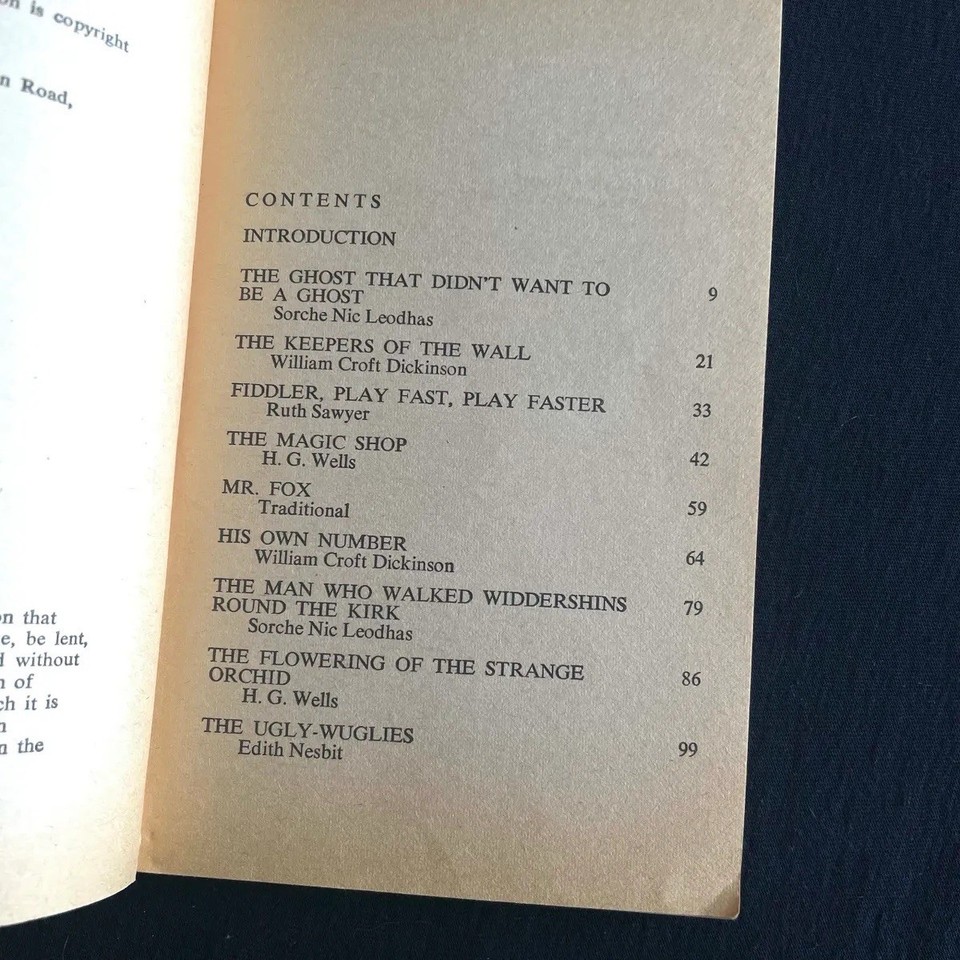 on is copyright
n Road,
on that
e, be lent,
d without
n of
ch it is
n
n the
CONTENTS
INTRODUCTION
THE GHOST THAT DIDN'T WANT TO 9
BE A GHOST
Sorche Nic Leodhas
THE KEEPERS OF THE WALL 21
William Croft Dickinson
FIDDLER, PLAY FAST, PLAY FASTER 33
Ruth Sawyer
THE MAGIC SHOP 42
H. G. Wells
MR. FOX 59
Traditional
HIS OWN NUMBER 64
William Croft Dickinson
THE MAN WHO WALKED WIDDERSHINS 79
ROUND THE KIRK
Sorche Nic Leodhas
THE FLOWERING OF THE STRANGE 86
ORCHID
H. G. Wells
THE UGLY-WUGLIES 99
Edith Nesbit